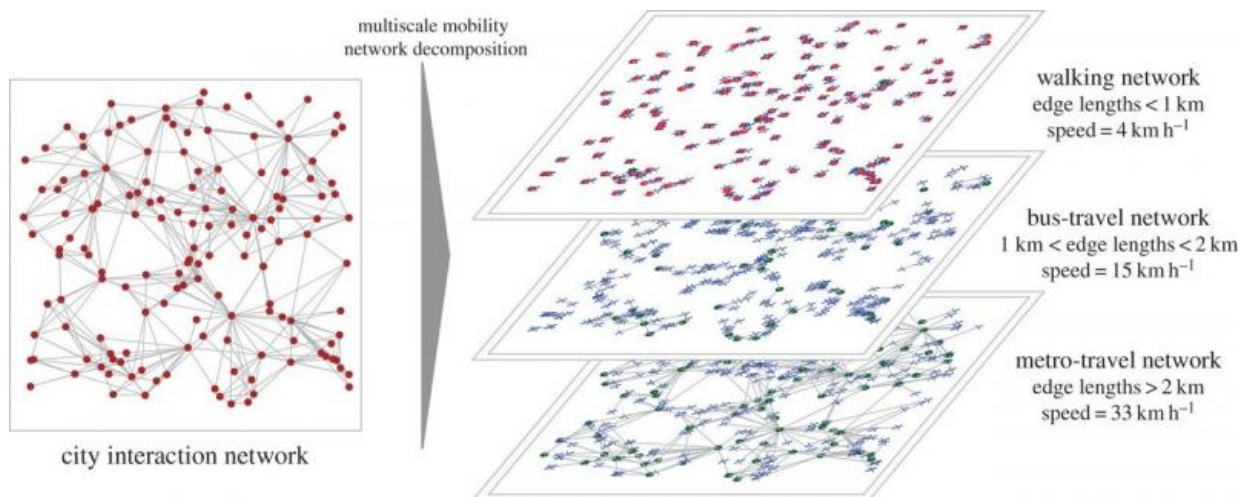 multiscale mobility
network decomposition
city interaction network
walking network
edge lengths < 1 km
speed = 4 km h⁻¹
bus-travel network
1 km < edge lengths < 2 km
speed = 15 km h⁻¹
metro-travel network
edge lengths > 2 km
speed = 33 km h⁻¹